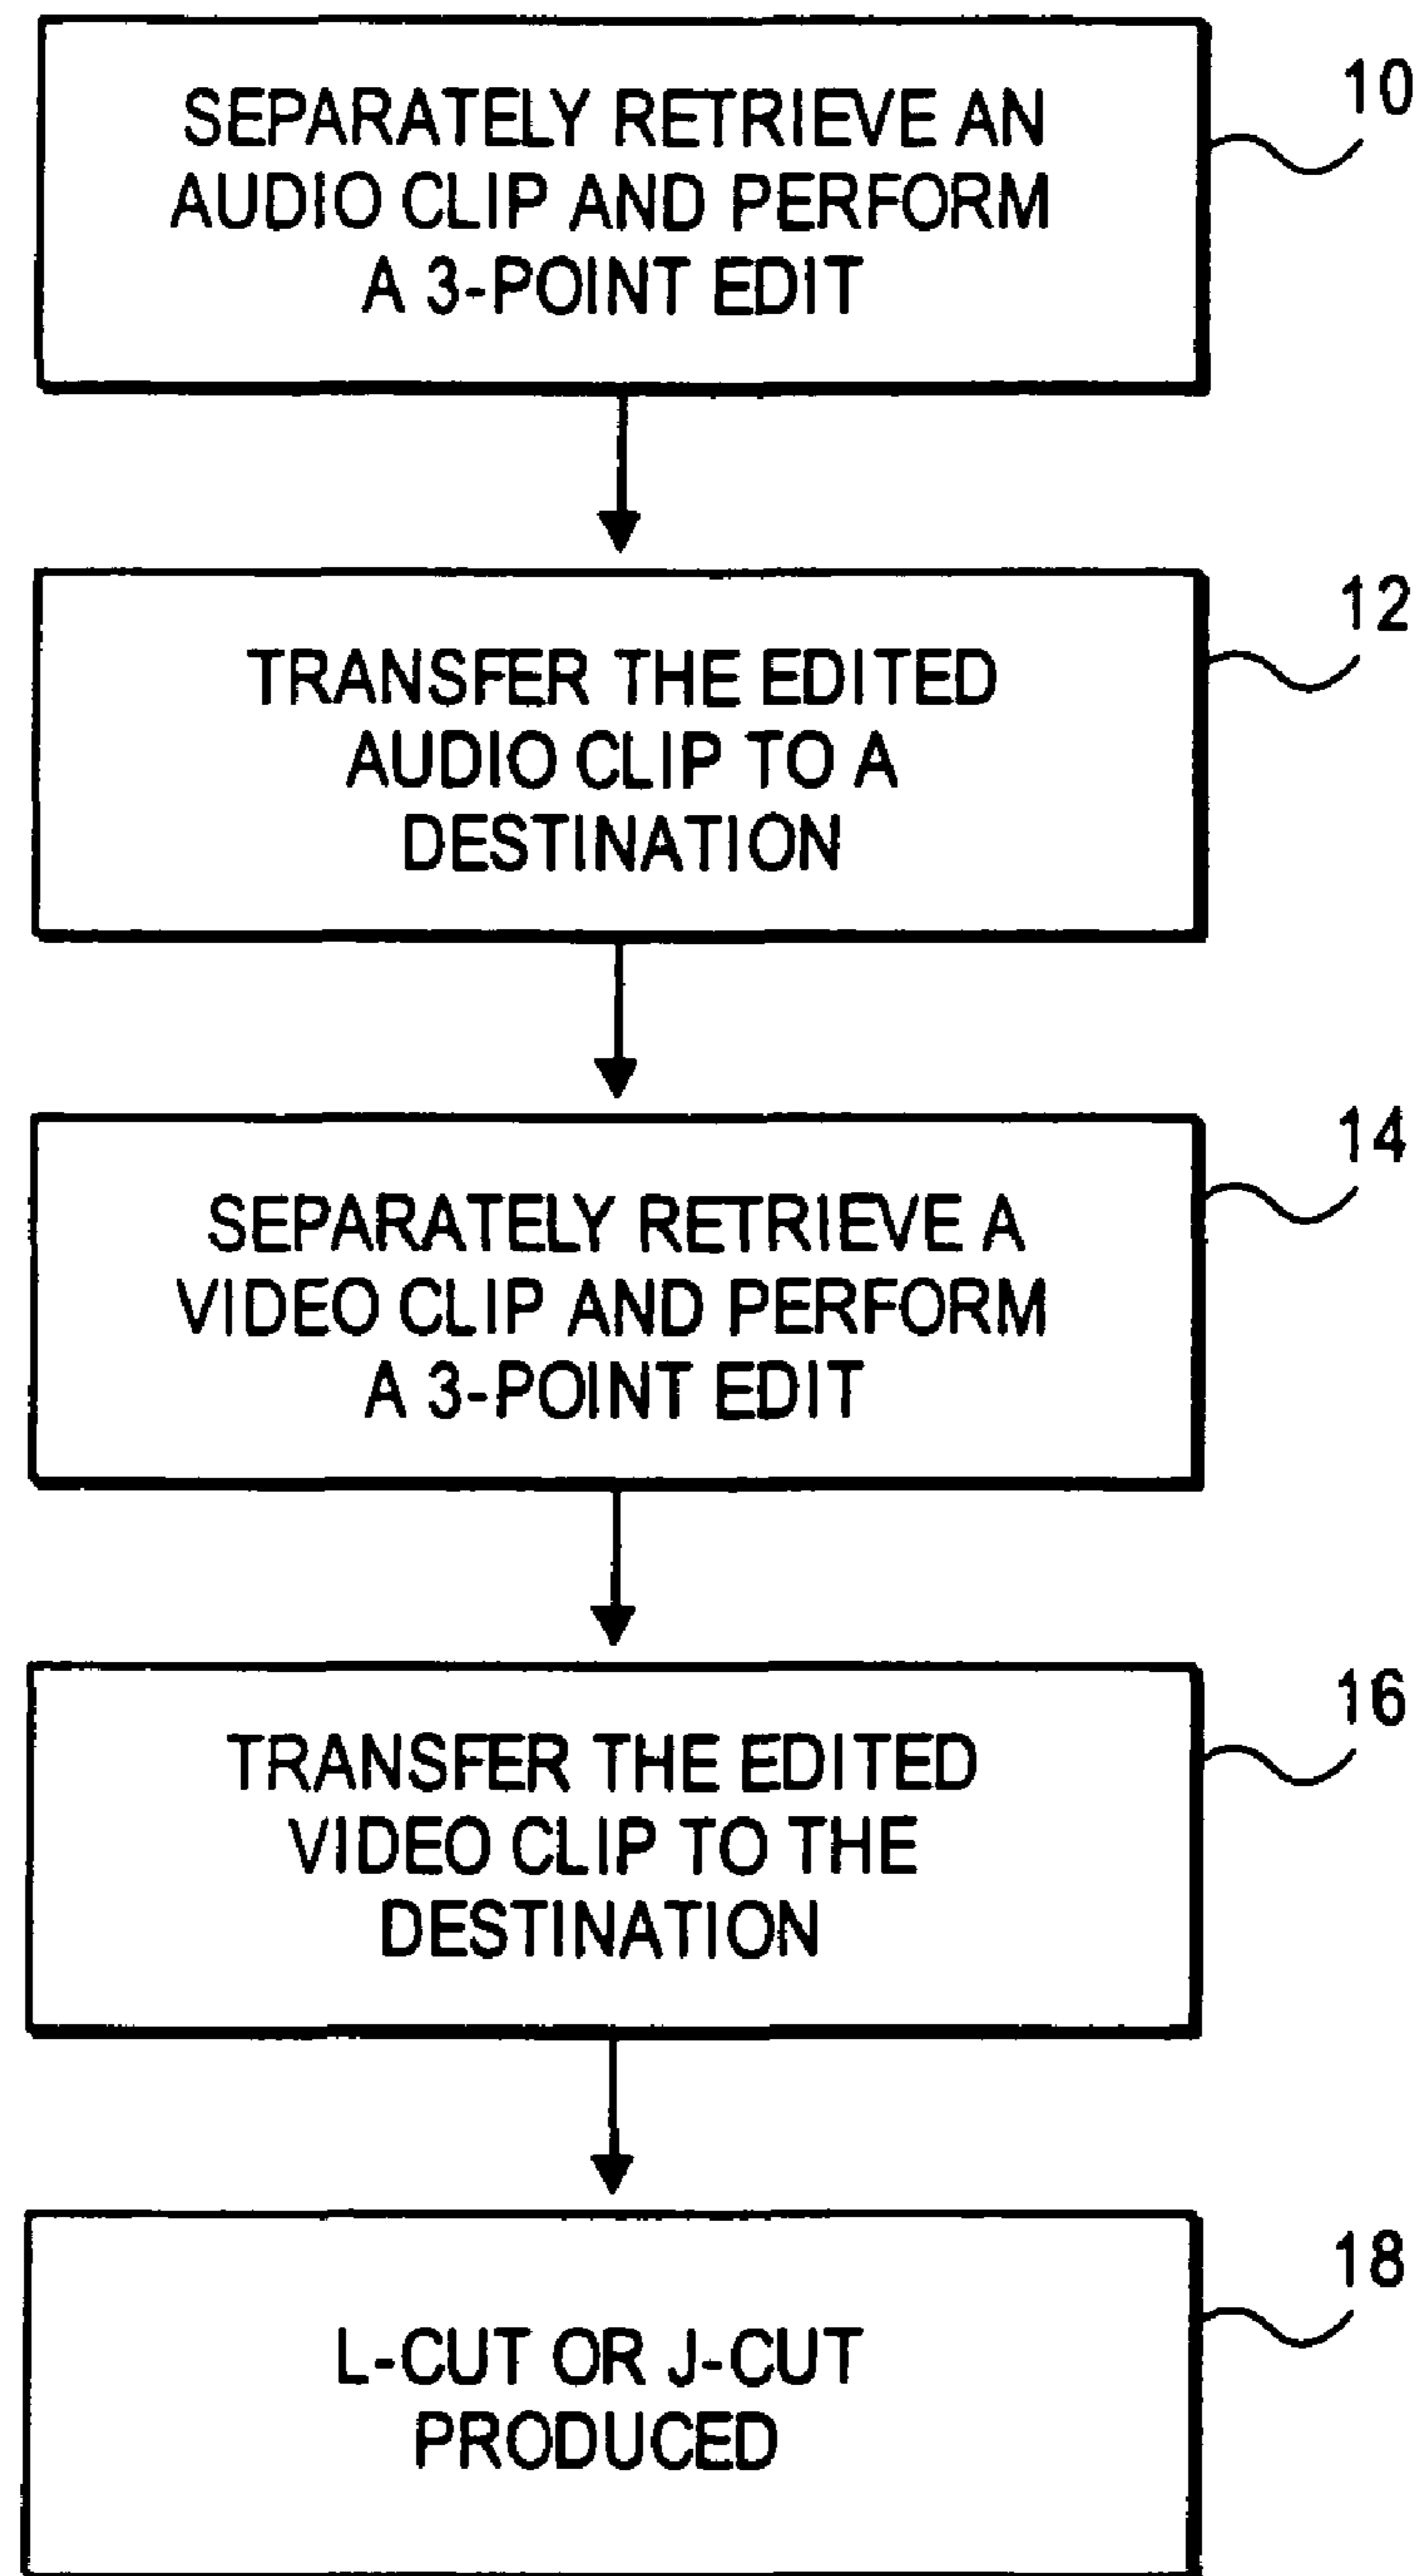 SEPARATELY RETRIEVE AN
AUDIO CLIP AND PERFORM
A 3-POINT EDIT
10
TRANSFER THE EDITED
AUDIO CLIP TO A
DESTINATION
12
SEPARATELY RETRIEVE A
VIDEO CLIP AND PERFORM
A 3-POINT EDIT
14
TRANSFER THE EDITED
VIDEO CLIP TO THE
DESTINATION
16
L-CUT OR J-CUT
PRODUCED
18